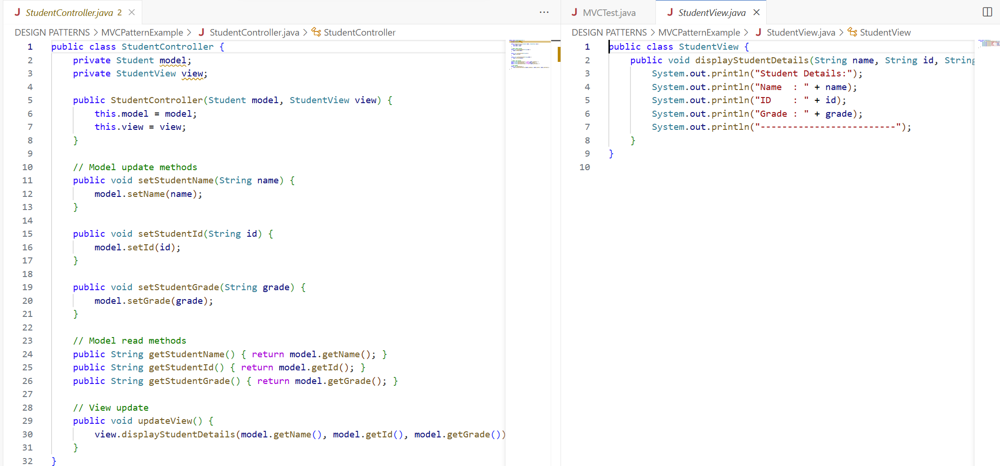 StudentController.java 2
DESIGN PATTERNS > MVCPatternExample > J StudentController.java > StudentController
1 public class StudentController {
2     private Student model;
3     private StudentView view;
4
5     public StudentController(Student model, StudentView view) {
6         this.model = model;
7         this.view = view;
8     }
9
10     // Model update methods
11     public void setStudentName(String name) {
12         model.setName(name);
13     }
14
15     public void setStudentId(String id) {
16         model.setId(id);
17     }
18
19     public void setStudentGrade(String grade) {
20         model.setGrade(grade);
21     }
22
23     // Model read methods
24     public String getStudentName() { return model.getName(); }
25     public String getStudentId() { return model.getId(); }
26     public String getStudentGrade() { return model.getGrade(); }
27
28     // View update
29     public void updateView() {
30         view.displayStudentDetails(model.getName(), model.getId(), model.getGrade())
31     }
32 }
J MVCTest.java J StudentView.java
DESIGN PATTERNS > MVCPatternExample > J StudentView.java > StudentView
1 public class StudentView {
2     public void displayStudentDetails(String name, String id, String
3         System.out.println("Student Details:");
4         System.out.println("Name  : " + name);
5         System.out.println("ID    : " + id);
6         System.out.println("Grade : " + grade);
7         System.out.println("-------------------------");
8     }
9 }
10